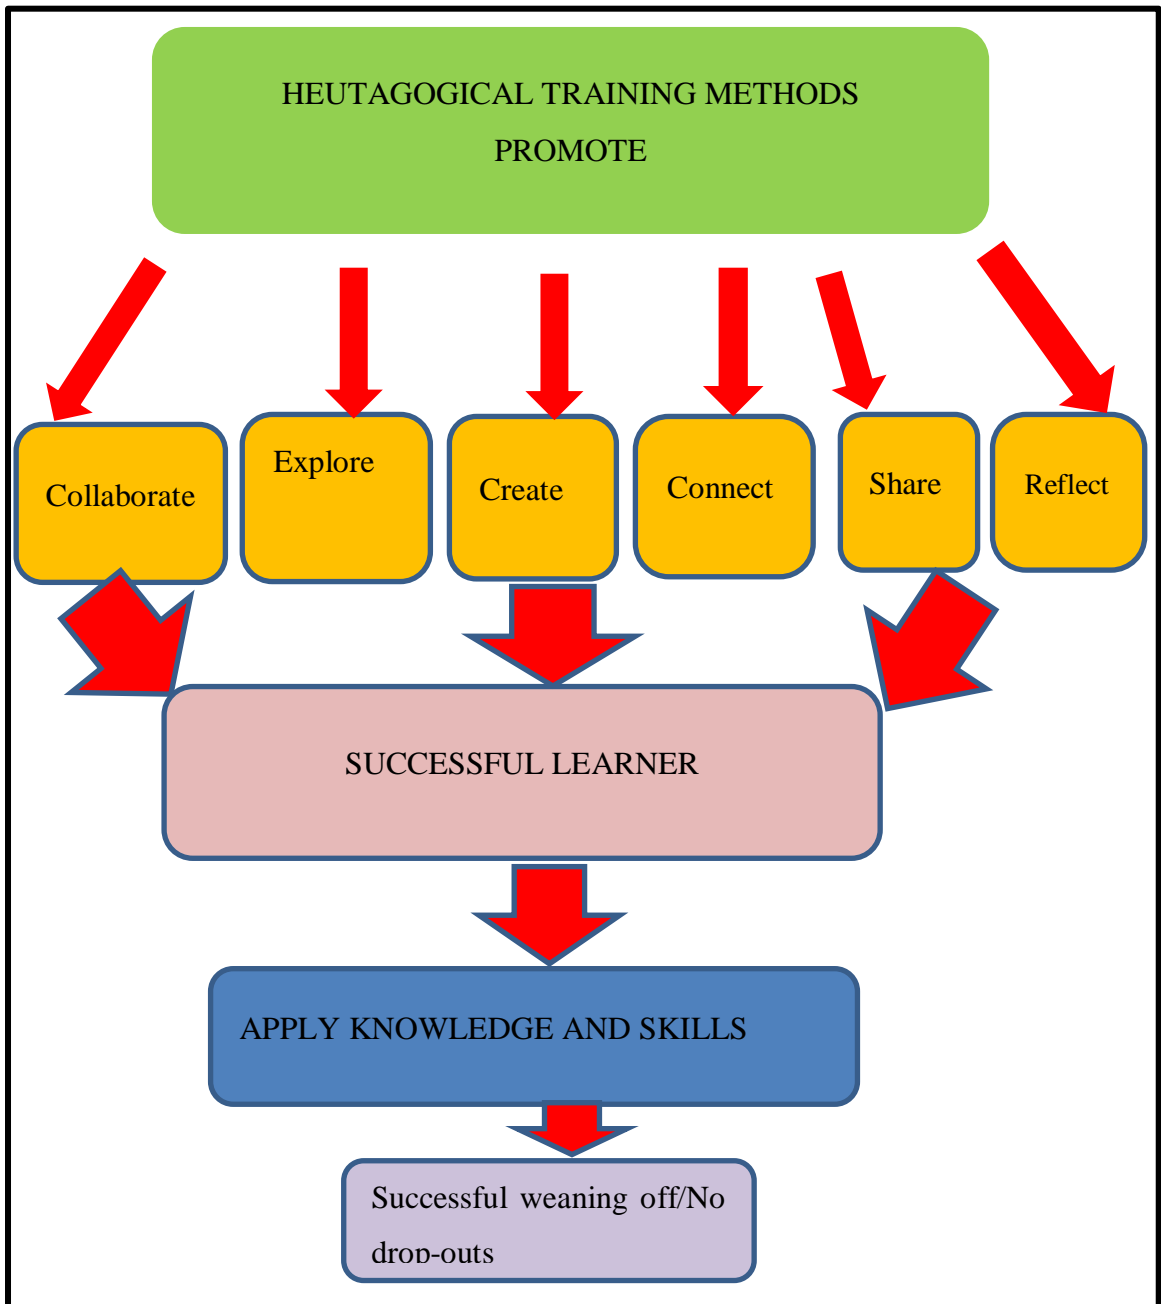 HEUTAGOGICAL TRAINING METHODS
PROMOTE
Collaborate
Explore
Create
Connect
Share
Reflect
SUCCESSFUL LEARNER
APPLY KNOWLEDGE AND SKILLS
Successful weaning off/No
drop-outs